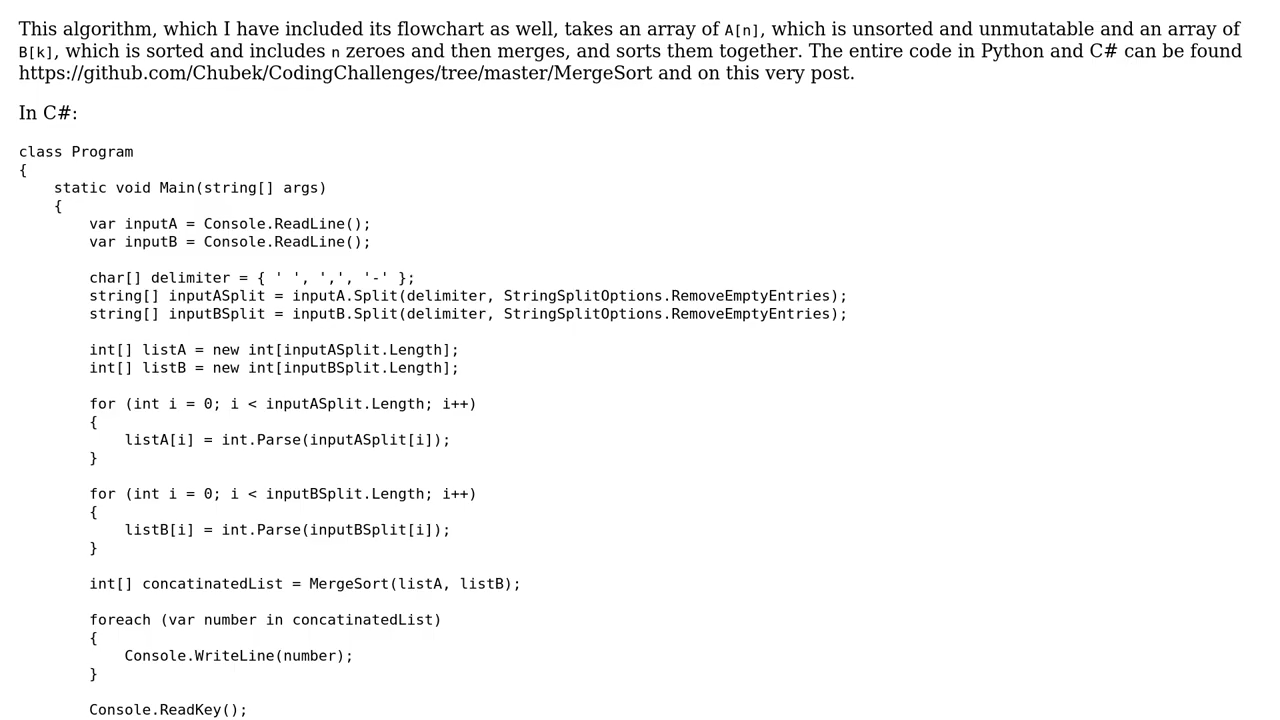 This algorithm, which I have included its flowchart as well, takes an array of A[n], which is unsorted and unmutatable and an array of
B[k], which is sorted and includes n zeroes and then merges, and sorts them together. The entire code in Python and C# can be found
https://github.com/Chubek/CodingChallenges/tree/master/MergeSort and on this very post.
In C#:
class Program
{
    static void Main(string[] args)
    {
        var inputA = Console.ReadLine();
        var inputB = Console.ReadLine();
        char[] delimiter = { ' ', ',', '-' };
        string[] inputASplit = inputA.Split(delimiter, StringSplitOptions.RemoveEmptyEntries);
        string[] inputBSplit = inputB.Split(delimiter, StringSplitOptions.RemoveEmptyEntries);
        int[] listA = new int[inputASplit.Length];
        int[] listB = new int[inputBSplit.Length];
        for (int i = 0; i < inputASplit.Length; i++)
        {
            listA[i] = int.Parse(inputASplit[i]);
        }
        for (int i = 0; i < inputBSplit.Length; i++)
        {
            listB[i] = int.Parse(inputBSplit[i]);
        }
        int[] concatinatedList = MergeSort(listA, listB);
        foreach (var number in concatinatedList)
        {
            Console.WriteLine(number);
        }
        Console.ReadKey();